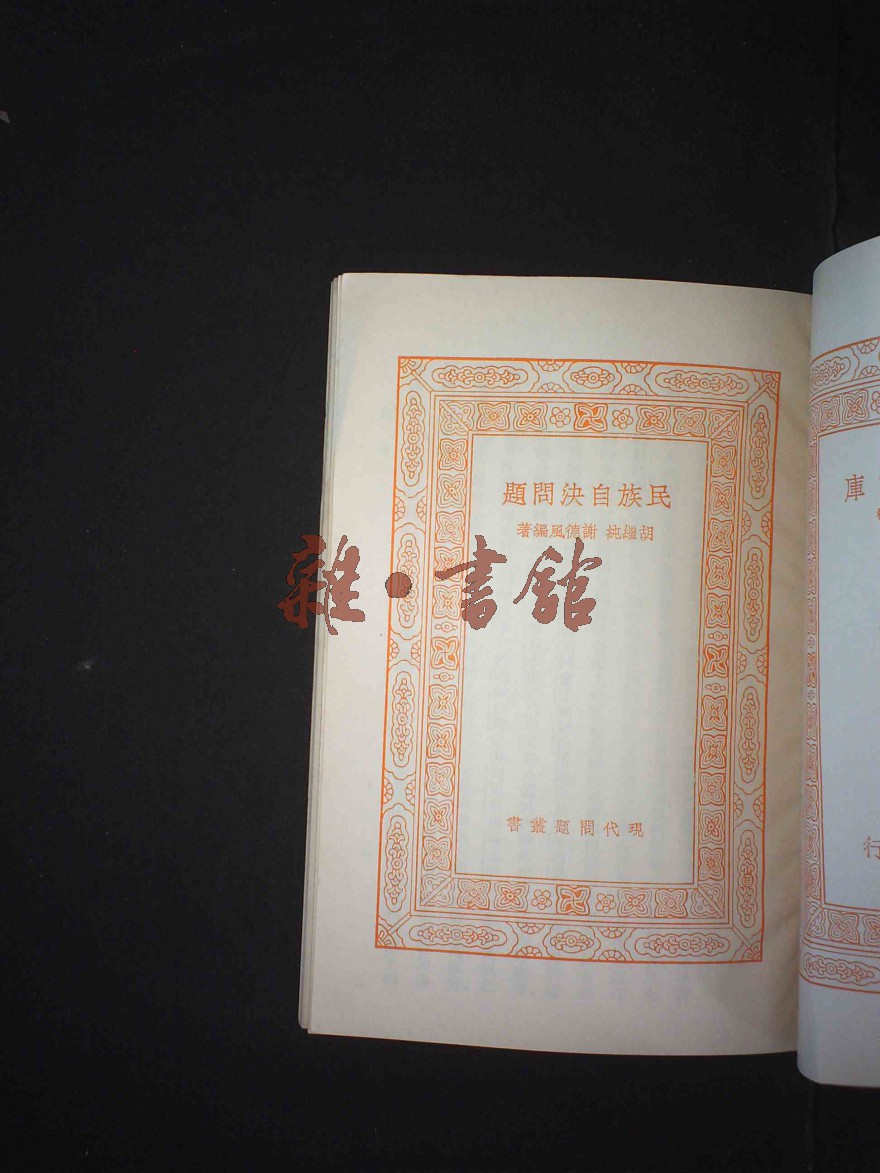 民族自決問題
胡繼純 謝德風編著
雜·書館
現代問題叢書
庫
行